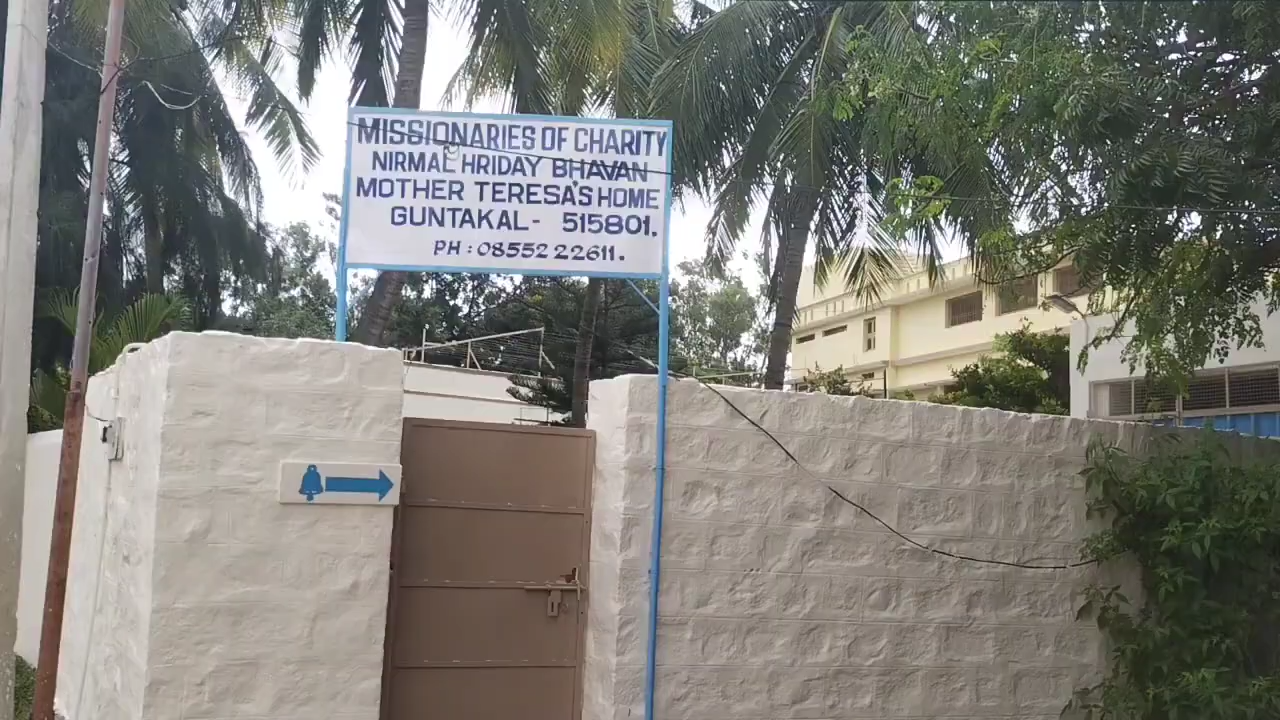 MISSIONARIES OF CHARITY
NIRMAL HRIDAY BHAVAN
MOTHER TERESA'S HOME
GUNTAKAL - 515801.
PH : 08552 22611.